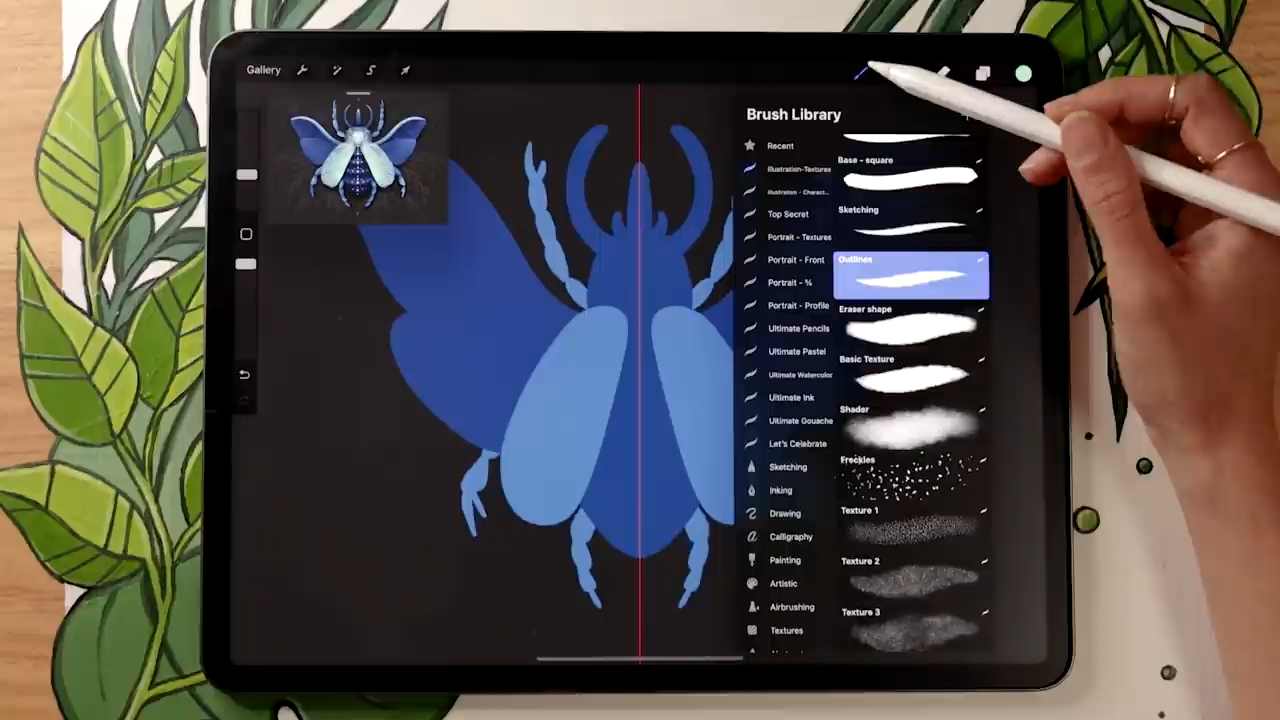 Gallery
Brush Library
Recent
Illustration-Textures
Illustration - Charact...
Top Secret
Portrait - Textures
Portrait - Front
Portrait - ¾
Portrait - Profile
Ultimate Pencils
Ultimate Pastel
Ultimate Watercolor
Ultimate Ink
Ultimate Gouache
Let's Celebrate
Sketching
Inking
Drawing
Calligraphy
Painting
Artistic
Airbrushing
Textures
Base - square
Sketching
Outlines
Eraser shape
Basic Texture
Shader
Freckles
Texture 1
Texture 2
Texture 3